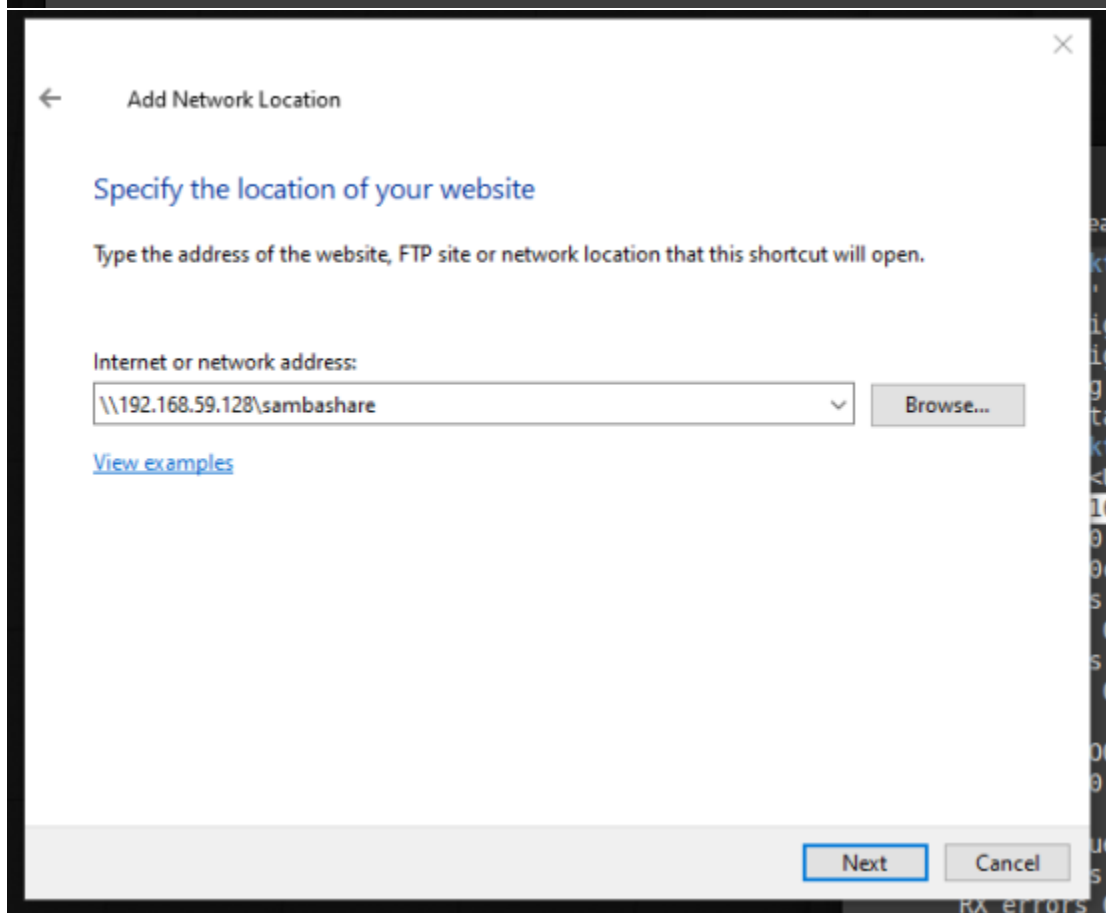 Add Network Location
Specify the location of your website
Type the address of the website, FTP site or network location that this shortcut will open.
Internet or network address:
\\192.168.59.128\sambashare
Browse...
View examples
Next
Cancel
RX errors